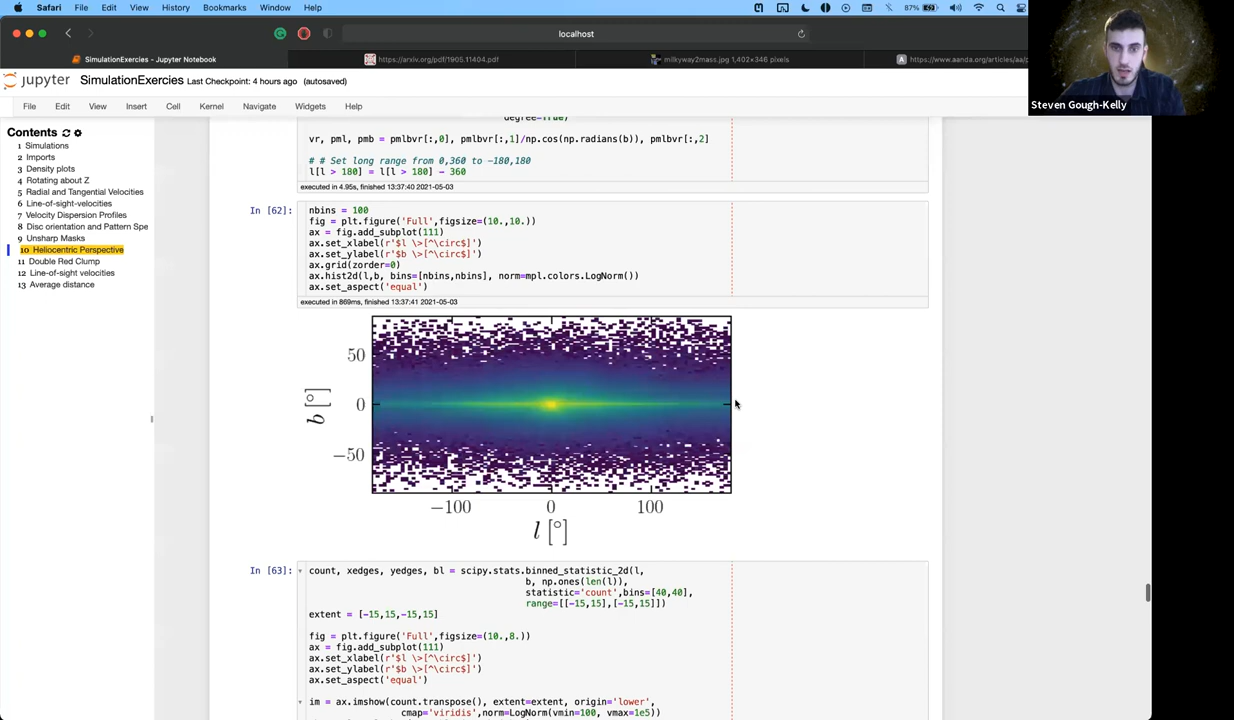 Safari File Edit View History Bookmarks Window Help 87%
localhost
SimulationExercies - Jupyter Notebook https://arxiv.org/pdf/1905.11404.pdf milkyway2mass.jpg 1,402×346 pixels https://www.aanda.org/articles/aa/p
jupyter SimulationExercies Last Checkpoint: 4 hours ago (autosaved)
Steven Gough-Kelly
File Edit View Insert Cell Kernel Navigate Widgets Help
Contents
1 Simulations
2 Imports
3 Density plots
4 Rotating about Z
5 Radial and Tangential Velocities
6 Line-of-sight-velocities
7 Velocity Dispersion Profiles
8 Disc orientation and Pattern Spe
9 Unsharp Masks
10 Heliocentric Perspective
11 Double Red Clump
12 Line-of-sight velocities
13 Average distance
degree=True)
vr, pml, pmb = pmlbvr[:,0], pmlbvr[:,1]/np.cos(np.radians(b)), pmlbvr[:,2]
# # Set long range from 0,360 to -180,180
l[l > 180] = l[l > 180] - 360
executed in 4.95s, finished 13:37:40 2021-05-03
In [62]:
nbins = 100
fig = plt.figure('Full',figsize=(10.,10.))
ax = fig.add_subplot(111)
ax.set_xlabel(r'$l \>[^\circ$]')
ax.set_ylabel(r'$b \>[^\circ$]')
ax.grid(zorder=0)
ax.hist2d(l,b, bins=[nbins,nbins], norm=mpl.colors.LogNorm())
ax.set_aspect('equal')
executed in 869ms, finished 13:37:41 2021-05-03
50
0
−50
b [°]
−100 0 100
l [°]
In [63]:
count, xedges, yedges, bl = scipy.stats.binned_statistic_2d(l,
b, np.ones(len(l)),
statistic='count',bins=[40,40],
range=[[-15,15],[-15,15]])
extent = [-15,15,-15,15]
fig = plt.figure('Full',figsize=(10.,8.))
ax = fig.add_subplot(111)
ax.set_xlabel(r'$l \>[^\circ$]')
ax.set_ylabel(r'$b \>[^\circ$]')
ax.set_aspect('equal')
im = ax.imshow(count.transpose(), extent=extent, origin='lower',
cmap='viridis',norm=LogNorm(vmin=100, vmax=1e5))